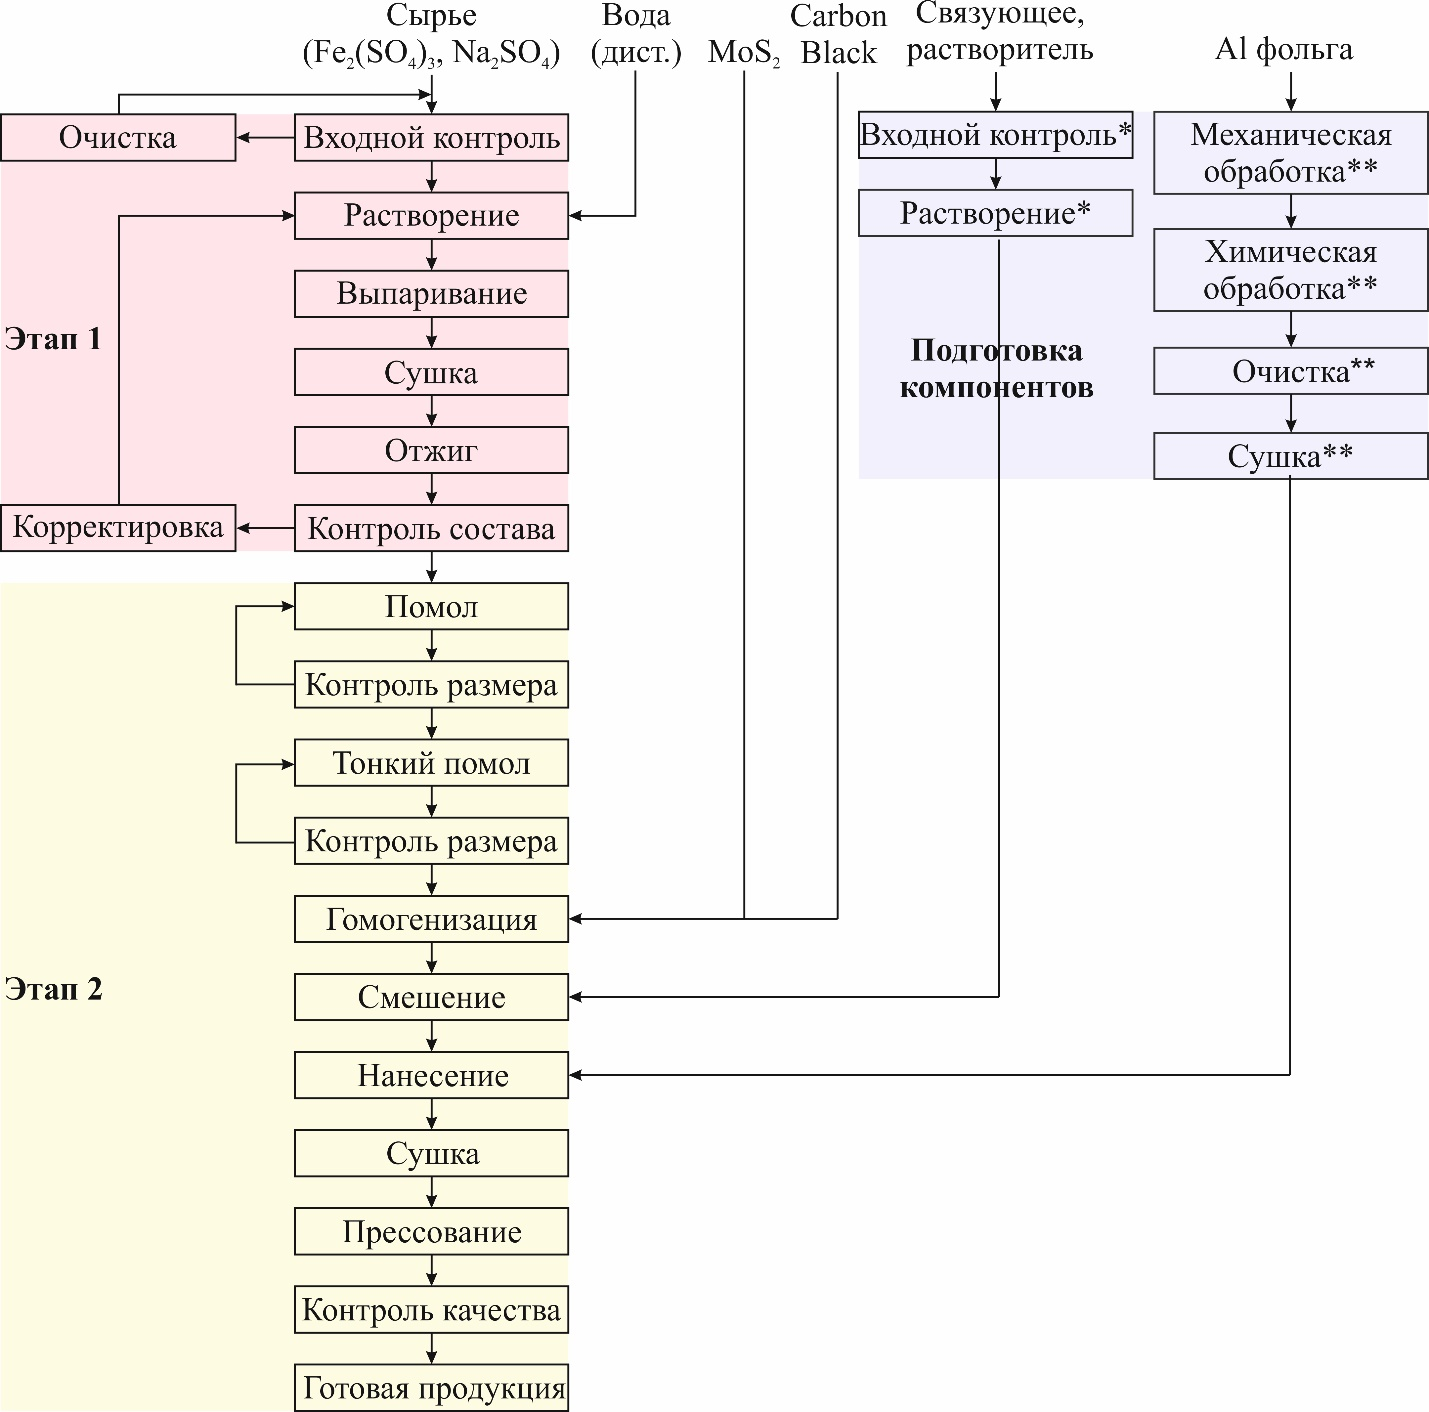 Сырье
(Fe₂(SO₄)₃, Na₂SO₄)
Вода
(дист.)
MoS₂
Carbon
Black
Связующее,
растворитель
Al фольга
Очистка
Входной контроль
Растворение
Выпаривание
Сушка
Отжиг
Корректировка
Контроль состава
Этап 1
Входной контроль*
Растворение*
Механическая
обработка**
Химическая
обработка**
Очистка**
Сушка**
Подготовка
компонентов
Помол
Контроль размера
Тонкий помол
Контроль размера
Гомогенизация
Смешение
Нанесение
Сушка
Прессование
Контроль качества
Готовая продукция
Этап 2